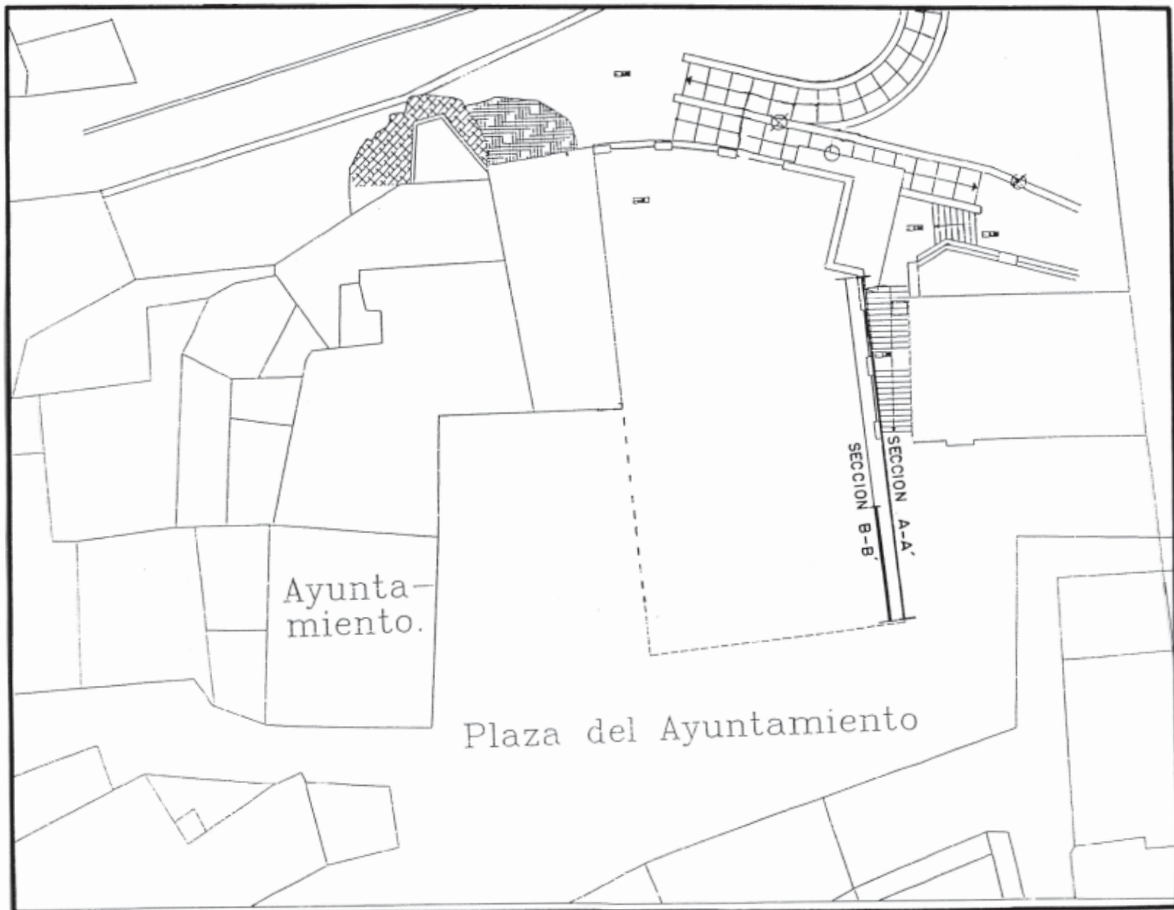 SECCION A-A'
SECCION B-B'
Ayunta-
miento.
Plaza del Ayuntamiento